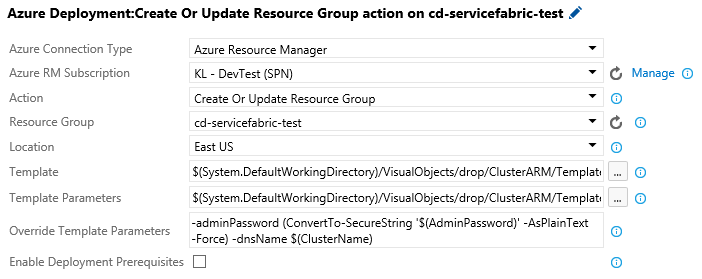 Azure Deployment:Create Or Update Resource Group action on cd-servicefabric-test
Azure Connection Type Azure Resource Manager
Azure RM Subscription KL - DevTest (SPN) Manage
Action Create Or Update Resource Group
Resource Group cd-servicefabric-test
Location East US
Template $(System.DefaultWorkingDirectory)/VisualObjects/drop/ClusterARM/Template ...
Template Parameters $(System.DefaultWorkingDirectory)/VisualObjects/drop/ClusterARM/Template ...
Override Template Parameters -adminPassword (ConvertTo-SecureString '$(AdminPassword)' -AsPlainText
-Force) -dnsName $(ClusterName)
Enable Deployment Prerequisites